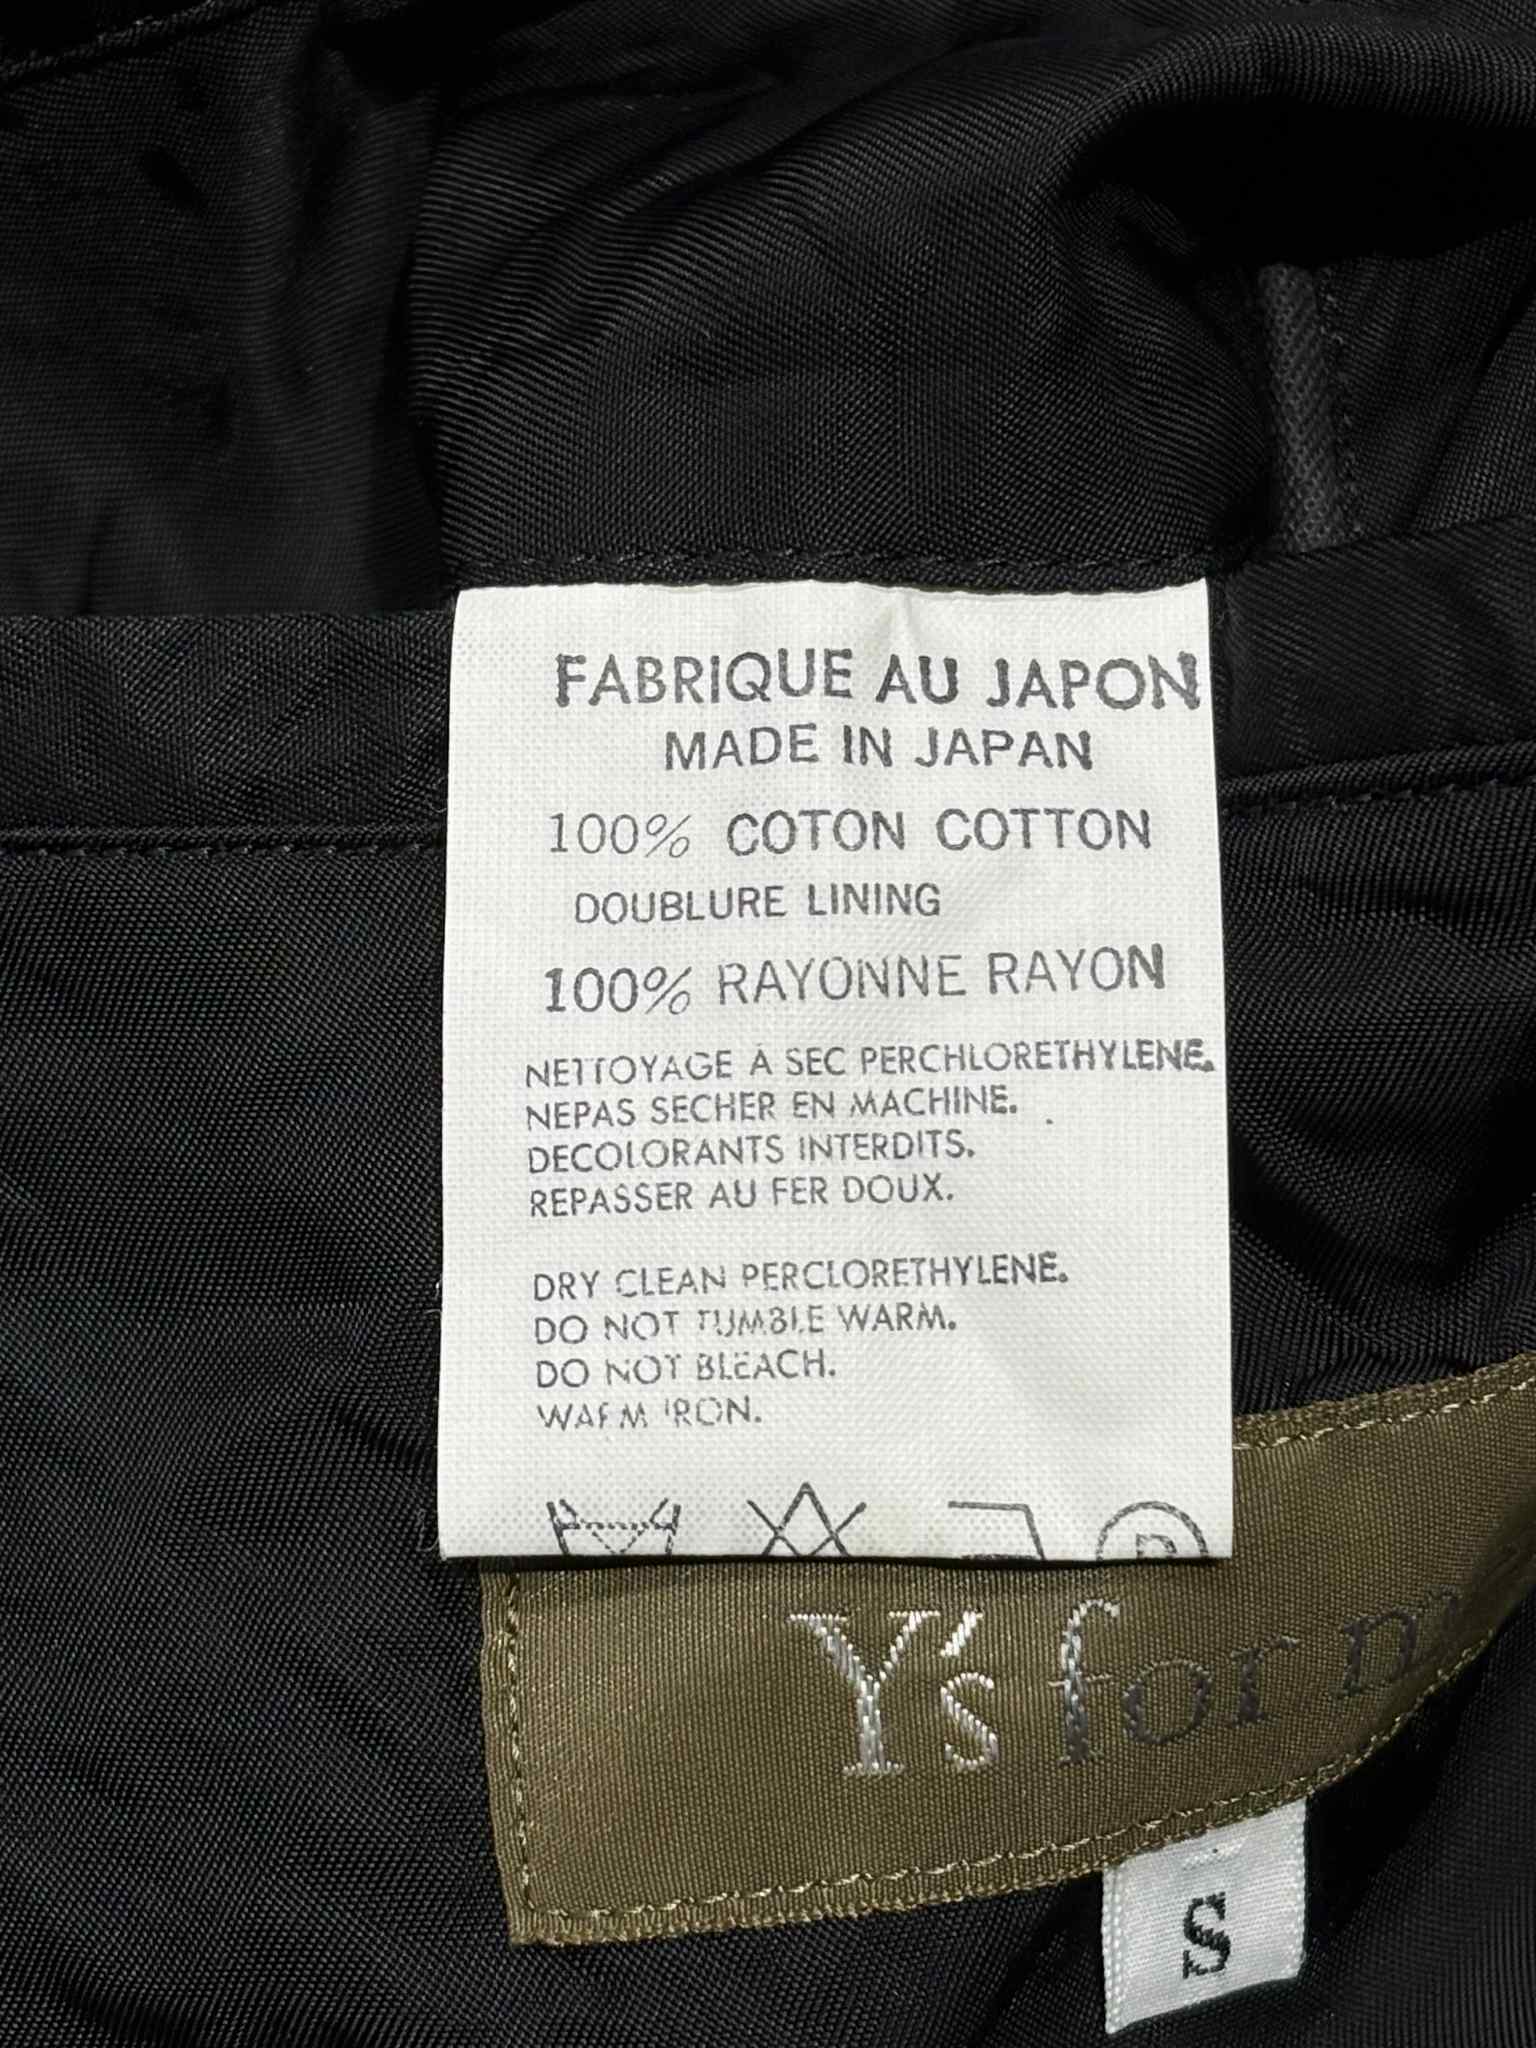 FABRIQUE AU JAPON
MADE IN JAPAN
100% COTON COTTON
DOUBLURE LINING
100% RAYONNE RAYON
NETTOYAGE À SEC PERCHLORETHYLENE.
NEPAS SECHER EN MACHINE.
DECOLORANTS INTERDITS.
REPASSER AU FER DOUX.
DRY CLEAN PERCLORETHYLENE.
DO NOT TUMBLE WARM.
DO NOT BLEACH.
WARM IRON.
P
Y's for
S